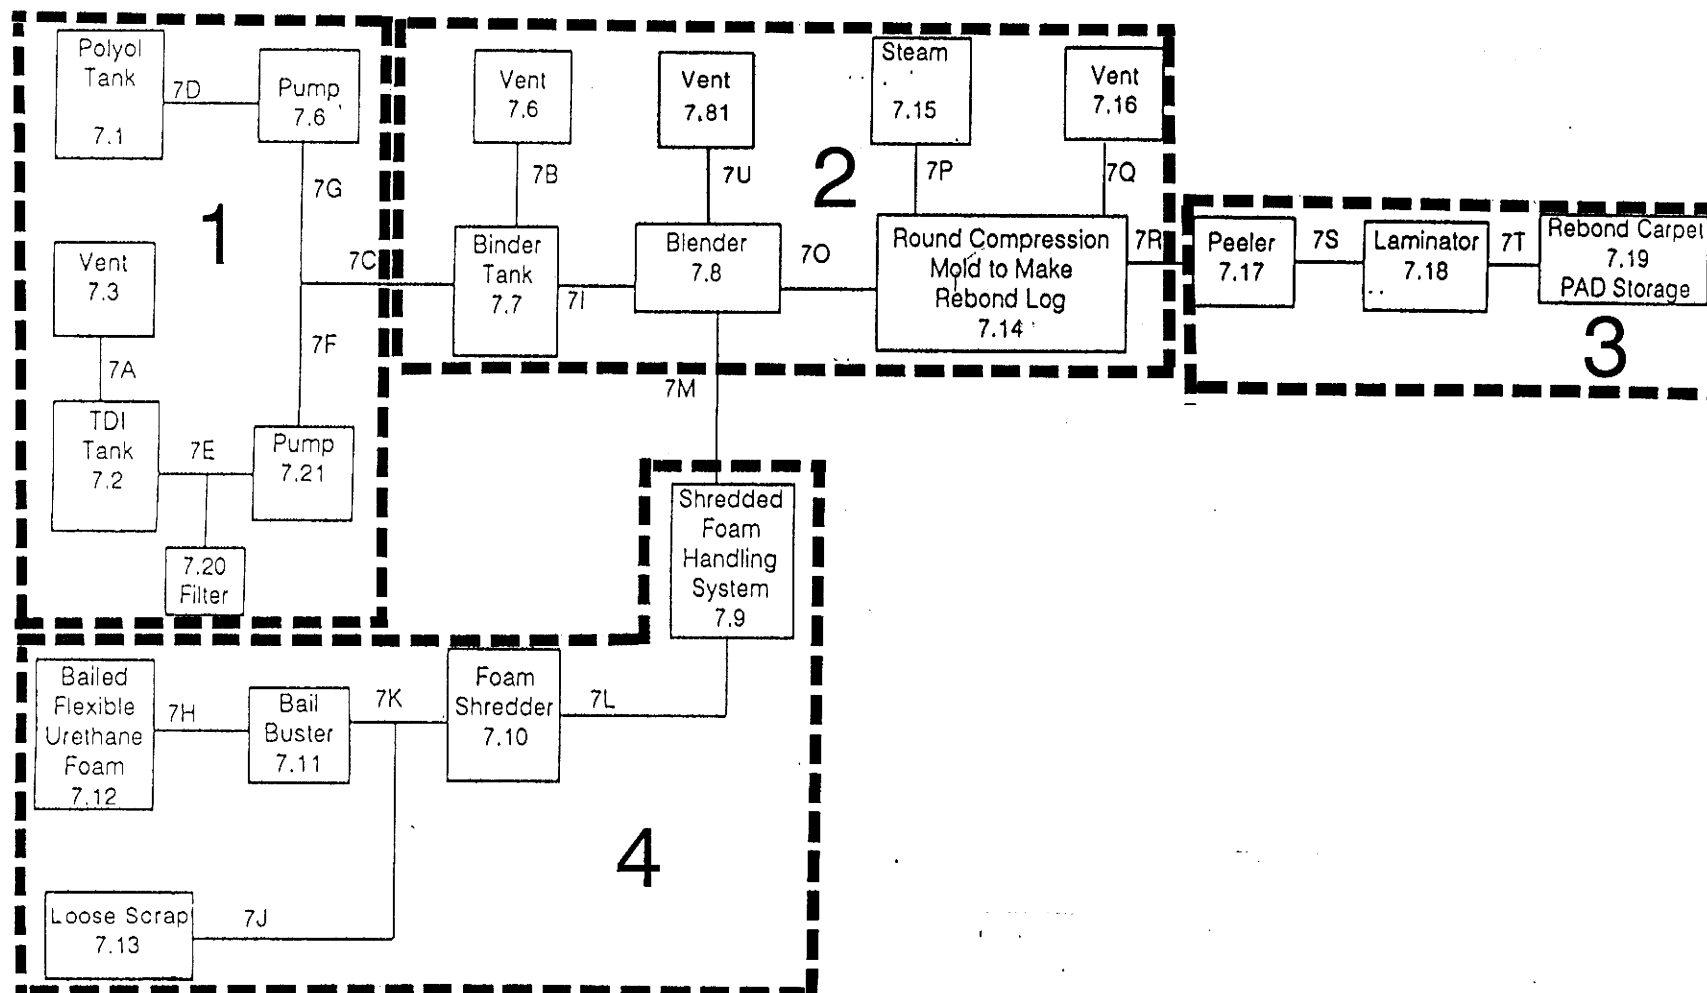 Polyol
Tank
7.1
7D
Pump
7.6
7G
1
Vent
7.3
7A
7C
7F
TDI
Tank
7.2
7E
Pump
7.21
7.20
Filter
Vent
7.6
7B
Vent
7.81
7U
2
Steam
7.15
7P
Vent
7.16
7Q
Binder
Tank
7.7
7I
Blender
7.8
7O
Round Compression
Mold to Make
Rebond Log
7.14
7R
7M
Peeler
7.17
7S
Laminator
7.18
7T
Rebond Carpet
7.19
PAD Storage
3
Shredded
Foam
Handling
System
7.9
Bailed
Flexible
Urethane
Foam
7.12
7H
Bail
Buster
7.11
7K
Foam
Shredder
7.10
7L
4
Loose Scrap
7.13
7J